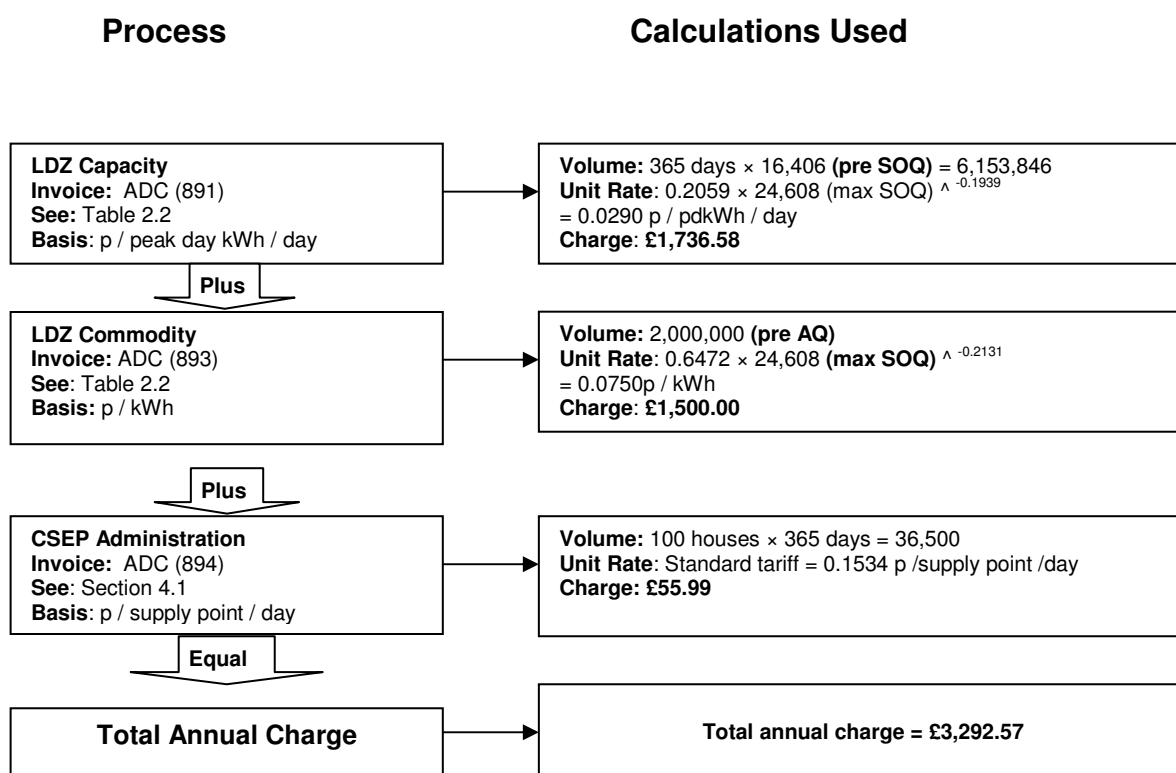 Process
Calculations Used
LDZ Capacity
Invoice: ADC (891)
See: Table 2.2
Basis: p / peak day kWh / day
Volume: 365 days × 16,406 (pre SOQ) = 6,153,846
Unit Rate: 0.2059 × 24,608 (max SOQ) ^ -0.1939
= 0.0290 p / pdkWh / day
Charge: £1,736.58
Plus
LDZ Commodity
Invoice: ADC (893)
See: Table 2.2
Basis: p / kWh
Volume: 2,000,000 (pre AQ)
Unit Rate: 0.6472 × 24,608 (max SOQ) ^ -0.2131
= 0.0750p / kWh
Charge: £1,500.00
Plus
CSEP Administration
Invoice: ADC (894)
See: Section 4.1
Basis: p / supply point / day
Volume: 100 houses × 365 days = 36,500
Unit Rate: Standard tariff = 0.1534 p /supply point /day
Charge: £55.99
Equal
Total Annual Charge
Total annual charge = £3,292.57